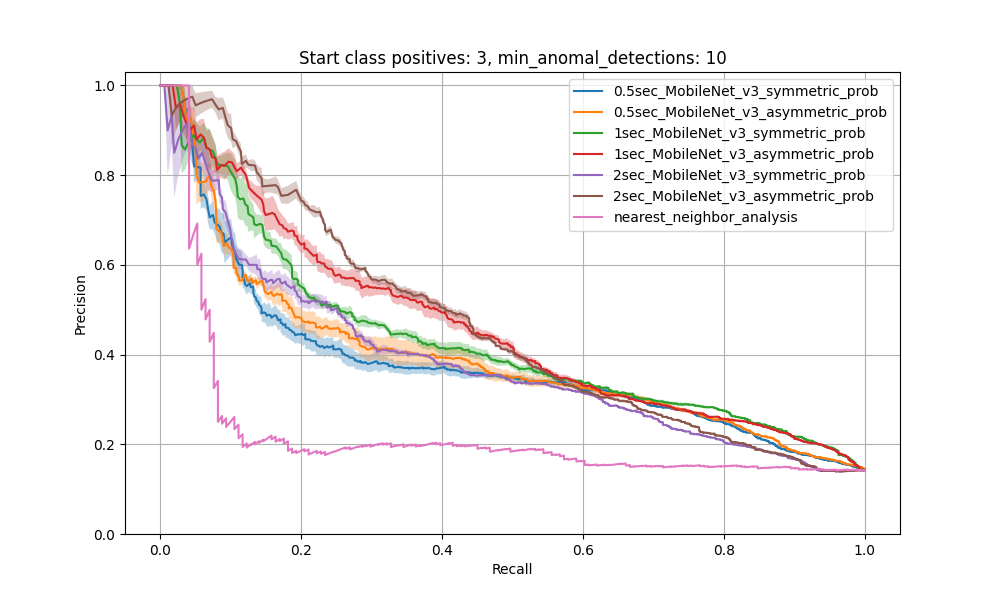 Start class positives: 3, min_anomal_detections: 10
1.0
0.8
0.6
0.4
0.2
0.0
Precision
0.5sec_MobileNet_v3_symmetric_prob
0.5sec_MobileNet_v3_asymmetric_prob
1sec_MobileNet_v3_symmetric_prob
1sec_MobileNet_v3_asymmetric_prob
2sec_MobileNet_v3_symmetric_prob
2sec_MobileNet_v3_asymmetric_prob
nearest_neighbor_analysis
0.0 0.2 0.4 0.6 0.8 1.0
Recall